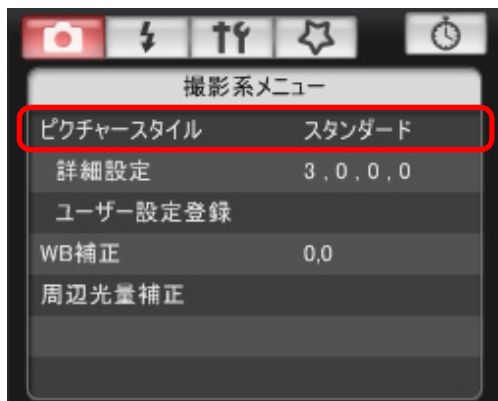 撮影系メニュー
ピクチャースタイル スタンダード
詳細設定 3,0,0,0
ユーザー設定登録
WB補正 0,0
周辺光量補正